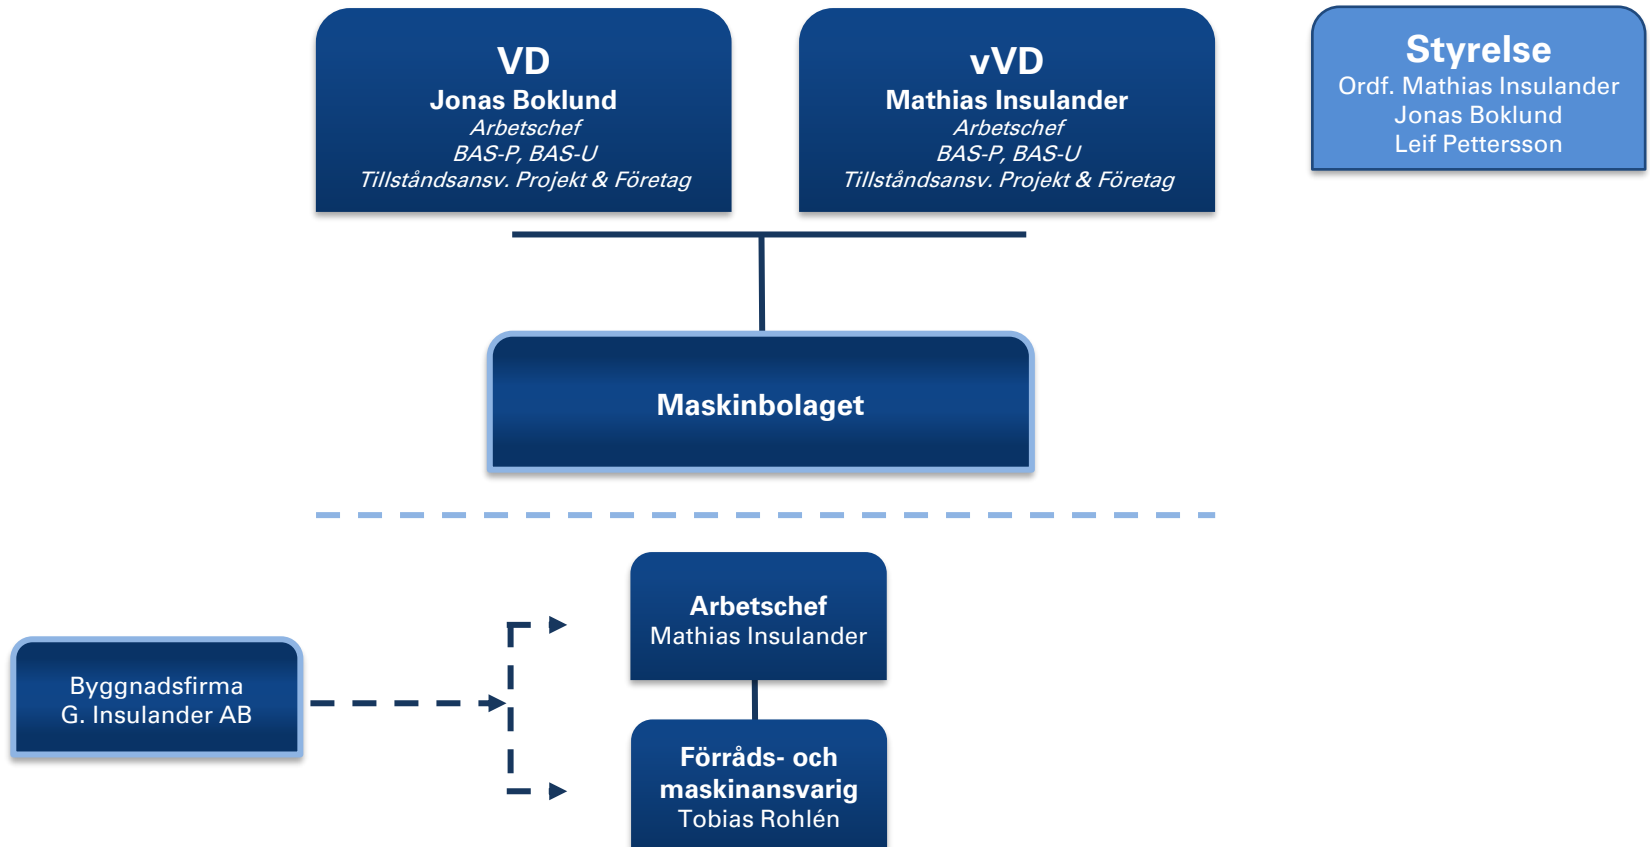 VD
Jonas Boklund
Arbetschef
BAS-P, BAS-U
Tillståndsansv. Projekt & Företag
vVD
Mathias Insulander
Arbetschef
BAS-P, BAS-U
Tillståndsansv. Projekt & Företag
Styrelse
Ordf. Mathias Insulander
Jonas Boklund
Leif Pettersson
Maskinbolaget
Arbetschef
Mathias Insulander
Byggnadsfirma
G. Insulander AB
Förråds- och
maskinansvarig
Tobias Rohlén